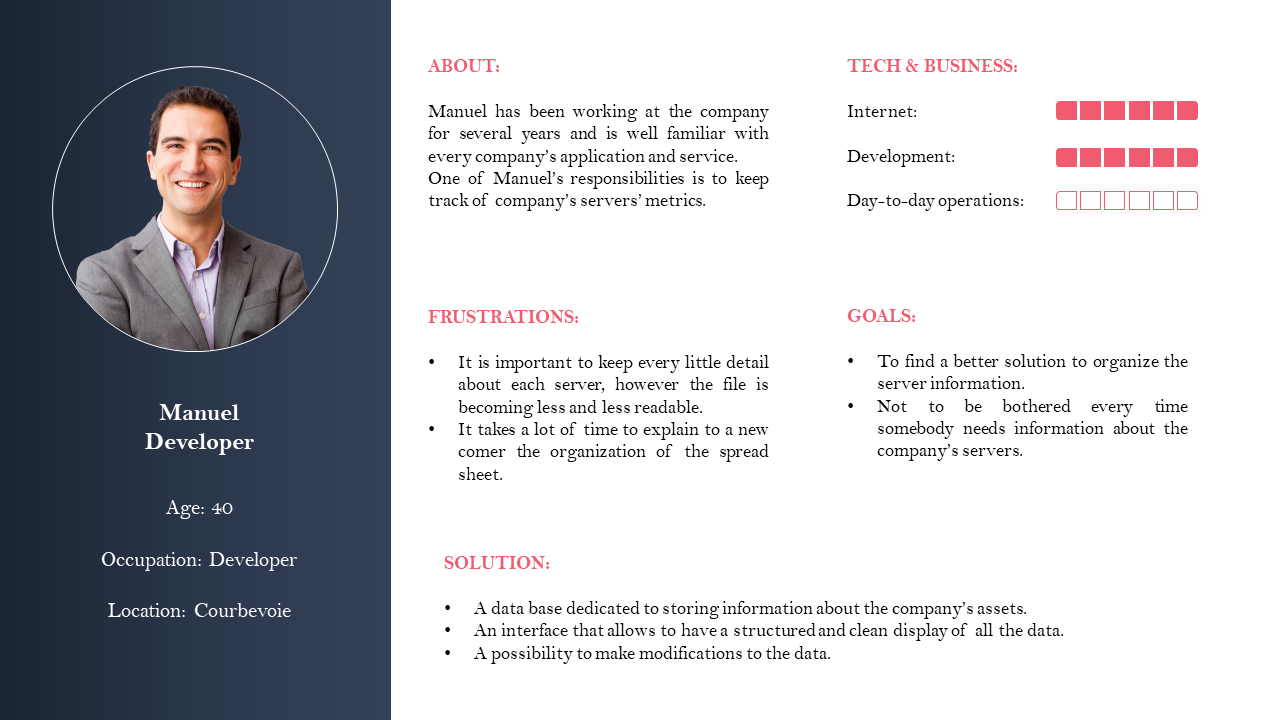 Manuel
Developer
Age: 40
Occupation: Developer
Location: Courbevoie
ABOUT:
Manuel has been working at the company
for several years and is well familiar with
every company’s application and service.
One of Manuel’s responsibilities is to keep
track of company’s servers’ metrics.
TECH & BUSINESS:
Internet:
Development:
Day-to-day operations:
FRUSTRATIONS:
• It is important to keep every little detail
about each server, however the file is
becoming less and less readable.
• It takes a lot of time to explain to a new
comer the organization of the spread
sheet.
GOALS:
• To find a better solution to organize the
server information.
• Not to be bothered every time
somebody needs information about the
company’s servers.
SOLUTION:
• A data base dedicated to storing information about the company’s assets.
• An interface that allows to have a structured and clean display of all the data.
• A possibility to make modifications to the data.